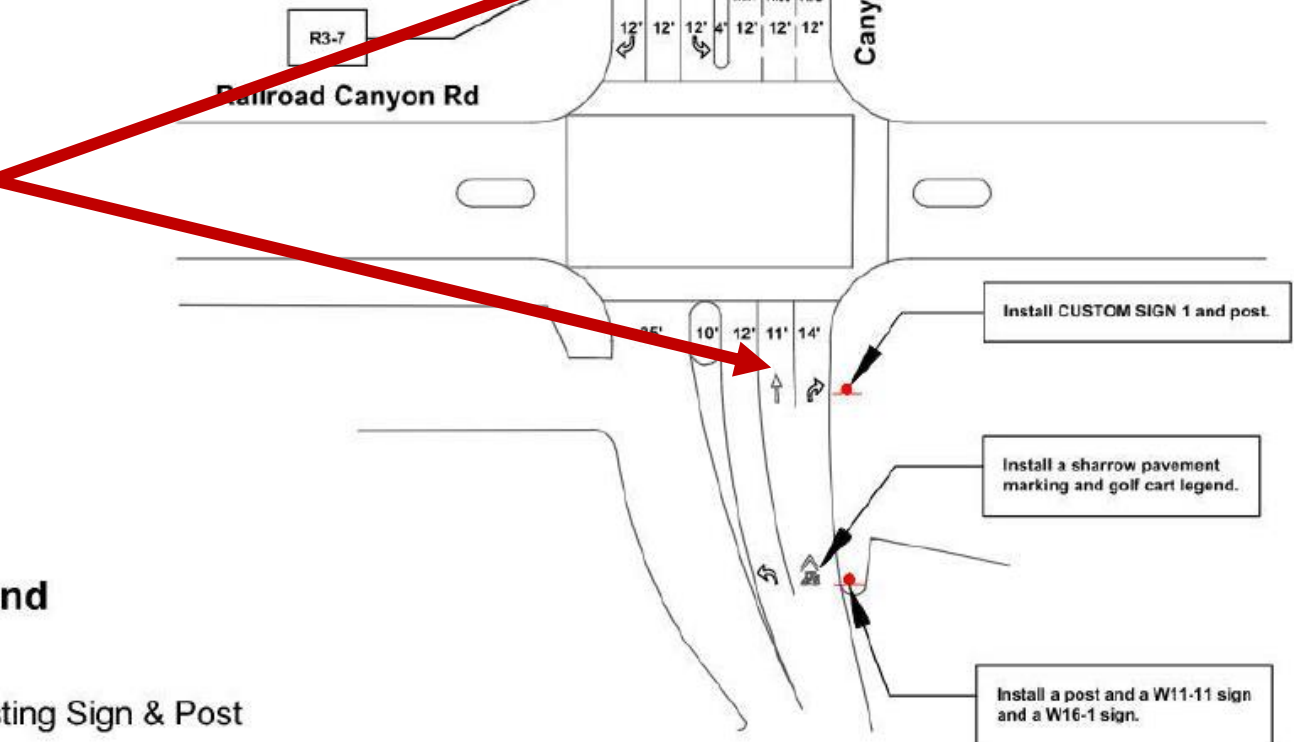 R3-7
12' 12' 12' 4' 12' 12' 12'
Cany
Railroad Canyon Rd
10' 12' 11' 14'
Install CUSTOM SIGN 1 and post.
Install a sharrow pavement
marking and golf cart legend.
nd
ting Sign & Post
Install a post and a W11-11 sign
and a W16-1 sign.